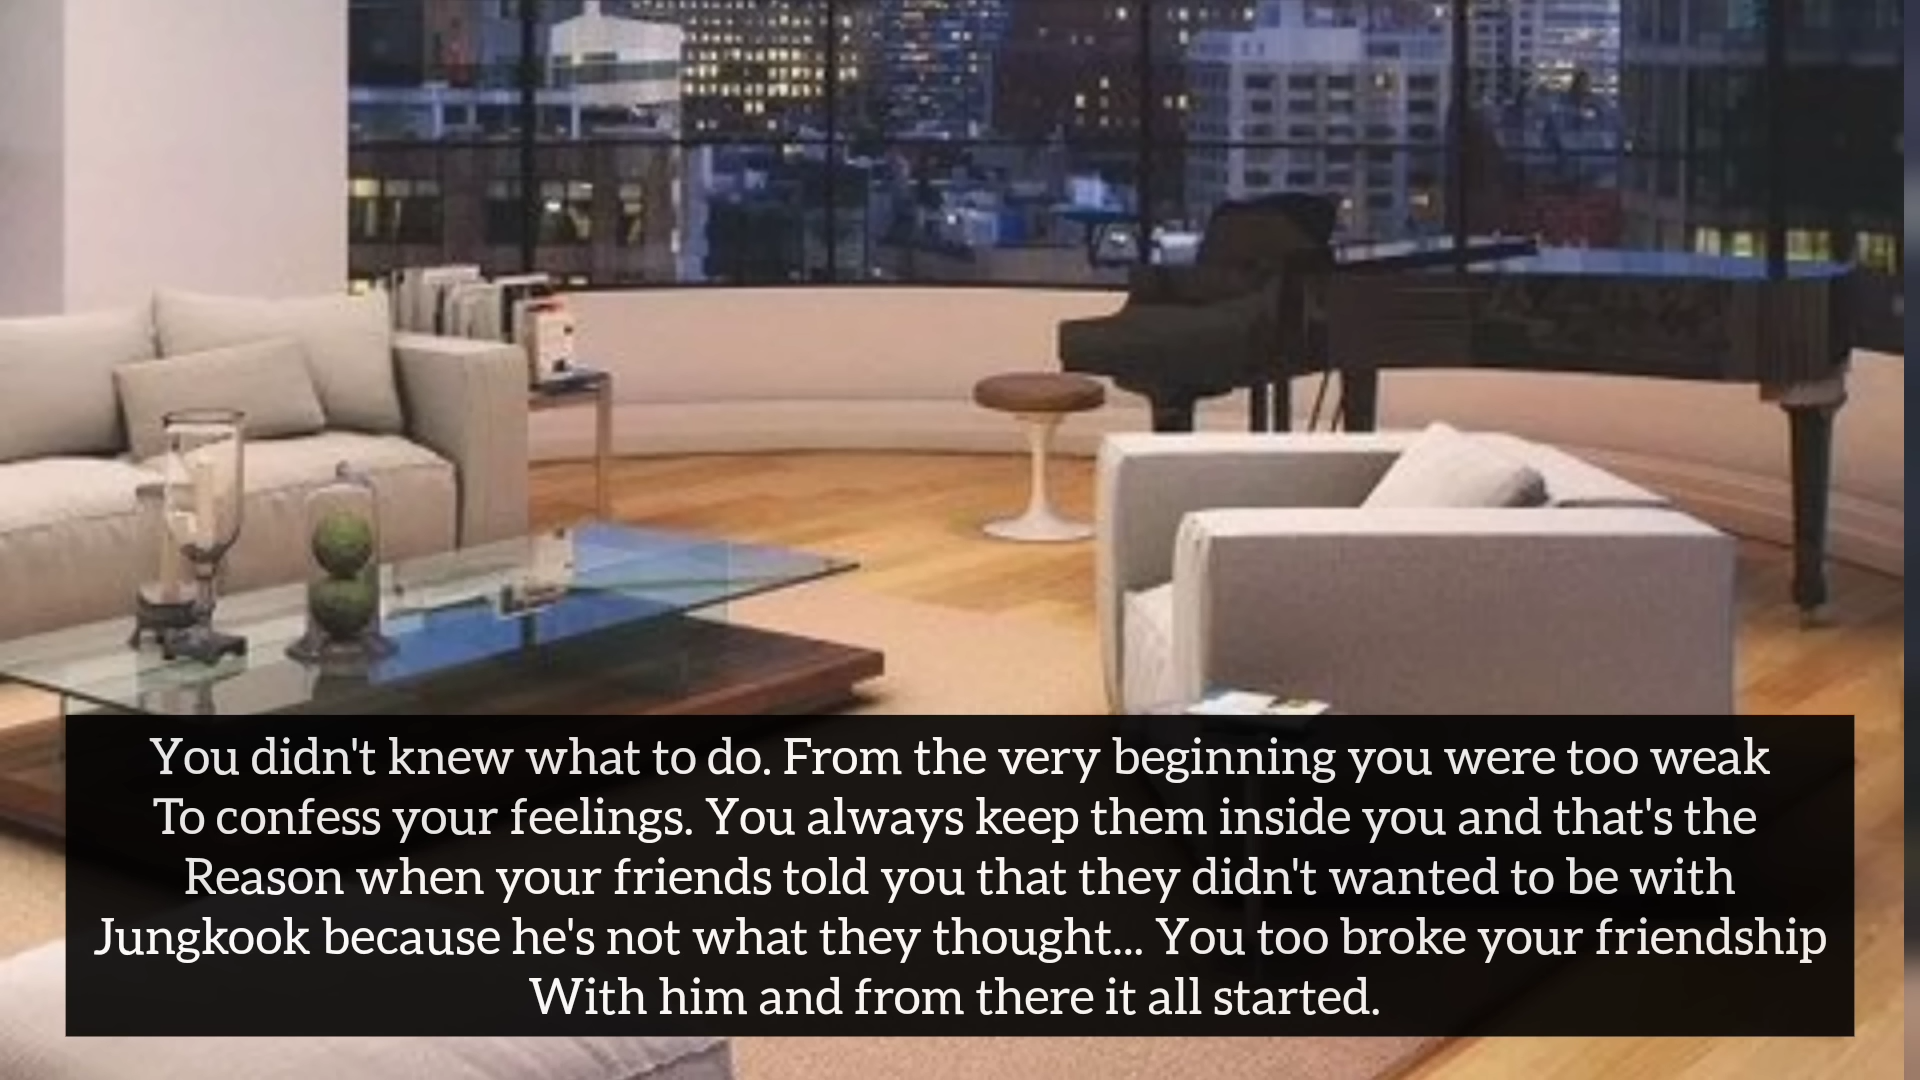 You didn't knew what to do. From the very beginning you were too weak
To confess your feelings. You always keep them inside you and that's the
Reason when your friends told you that they didn't wanted to be with
Jungkook because he's not what they thought... You too broke your friendship
With him and from there it all started.